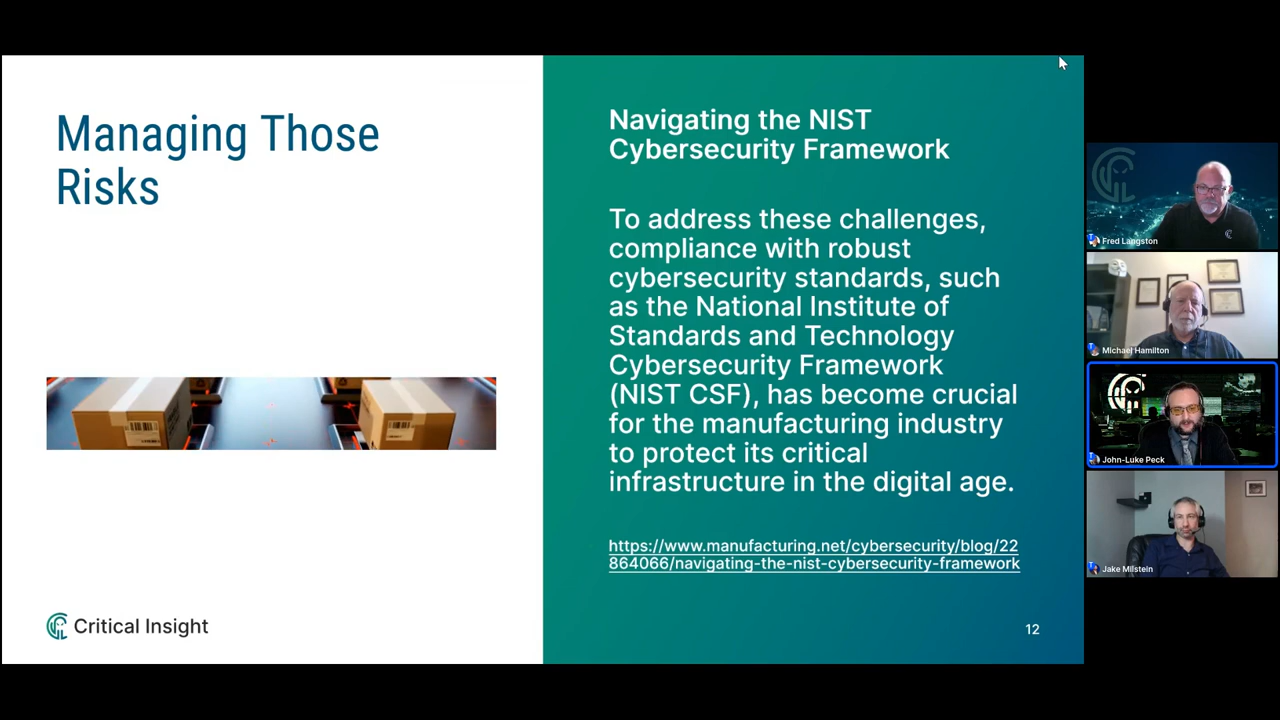 Managing Those
Risks
Critical Insight
Navigating the NIST
Cybersecurity Framework
To address these challenges,
compliance with robust
cybersecurity standards, such
as the National Institute of
Standards and Technology
Cybersecurity Framework
(NIST CSF), has become crucial
for the manufacturing industry
to protect its critical
infrastructure in the digital age.
https://www.manufacturing.net/cybersecurity/blog/22
864066/navigating-the-nist-cybersecurity-framework
12
Fred Langston
Michael Hamilton
John-Luke Peck
Jake Milstein